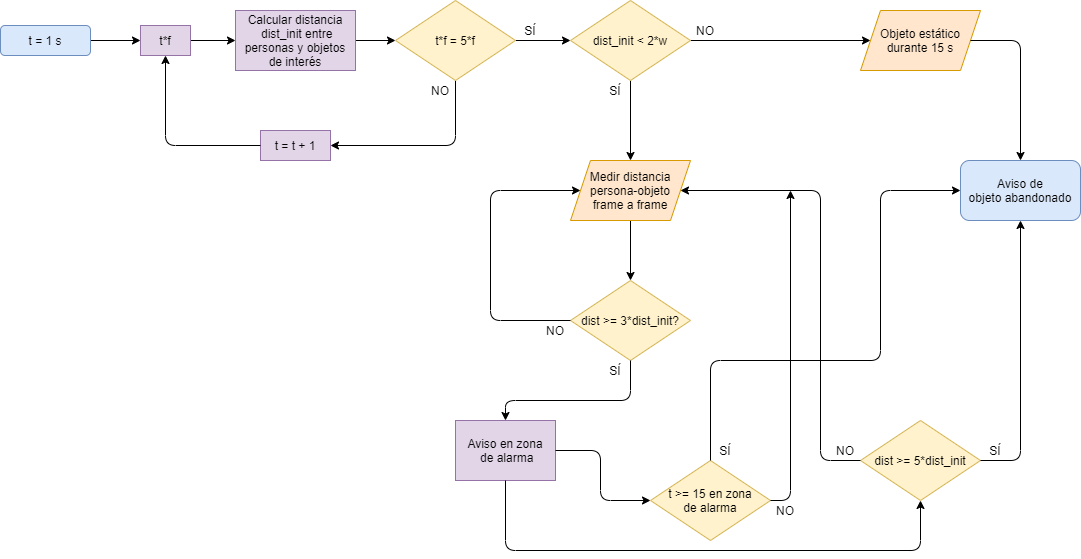 t = 1 s
t*f
Calcular distancia
dist_init entre
personas y objetos
de interés
t*f = 5*f
SÍ
NO
t = t + 1
dist_init < 2*w
NO
SÍ
Objeto estático
durante 15 s
Medir distancia
persona-objeto
frame a frame
Aviso de
objeto abandonado
dist >= 3*dist_init?
NO
SÍ
Aviso en zona
de alarma
t >= 15 en zona
de alarma
SÍ
NO
dist >= 5*dist_init
NO
SÍ